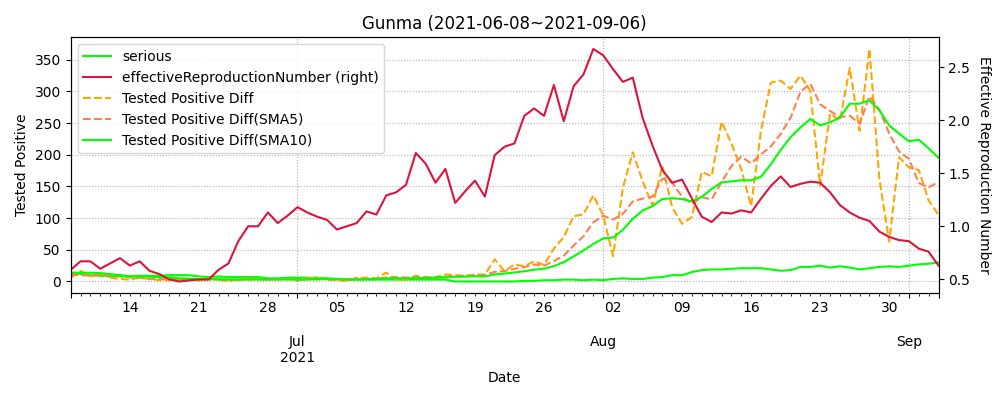 Gunma (2021-06-08~2021-09-06)
serious
effectiveReproductionNumber (right)
Tested Positive Diff
Tested Positive Diff(SMA5)
Tested Positive Diff(SMA10)
Tested Positive
350
300
250
200
150
100
50
0
Effective Reproduction Number
2.5
2.0
1.5
1.0
0.5
14 21 28 05 12 19 26 02 09 16 23 30
Jul Aug Sep
2021
Date